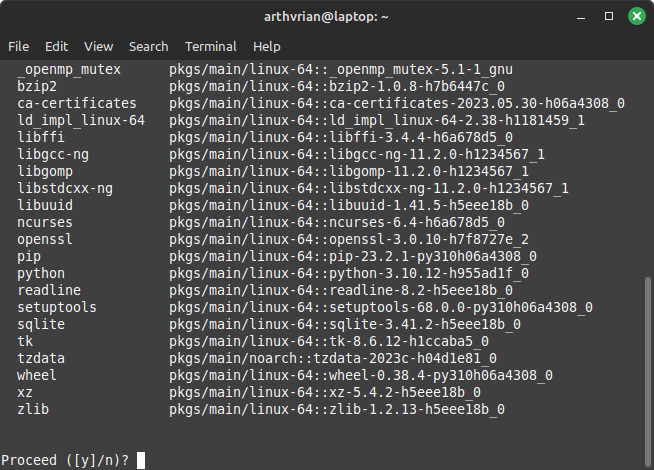 arthvrian@laptop: ~
File Edit View Search Terminal Help
_openmp_mutex pkgs/main/linux-64::_openmp_mutex-5.1-1_gnu
bzip2 pkgs/main/linux-64::bzip2-1.0.8-h7b6447c_0
ca-certificates pkgs/main/linux-64::ca-certificates-2023.05.30-h06a4308_0
ld_impl_linux-64 pkgs/main/linux-64::ld_impl_linux-64-2.38-h1181459_1
libffi pkgs/main/linux-64::libffi-3.4.4-h6a678d5_0
libgcc-ng pkgs/main/linux-64::libgcc-ng-11.2.0-h1234567_1
libgomp pkgs/main/linux-64::libgomp-11.2.0-h1234567_1
libstdcxx-ng pkgs/main/linux-64::libstdcxx-ng-11.2.0-h1234567_1
libuuid pkgs/main/linux-64::libuuid-1.41.5-h5eee18b_0
ncurses pkgs/main/linux-64::ncurses-6.4-h6a678d5_0
openssl pkgs/main/linux-64::openssl-3.0.10-h7f8727e_2
pip pkgs/main/linux-64::pip-23.2.1-py310h06a4308_0
python pkgs/main/linux-64::python-3.10.12-h955ad1f_0
readline pkgs/main/linux-64::readline-8.2-h5eee18b_0
setuptools pkgs/main/linux-64::setuptools-68.0.0-py310h06a4308_0
sqlite pkgs/main/linux-64::sqlite-3.41.2-h5eee18b_0
tk pkgs/main/linux-64::tk-8.6.12-h1ccaba5_0
tzdata pkgs/main/noarch::tzdata-2023c-h04d1e81_0
wheel pkgs/main/linux-64::wheel-0.38.4-py310h06a4308_0
xz pkgs/main/linux-64::xz-5.4.2-h5eee18b_0
zlib pkgs/main/linux-64::zlib-1.2.13-h5eee18b_0
Proceed ([y]/n)?